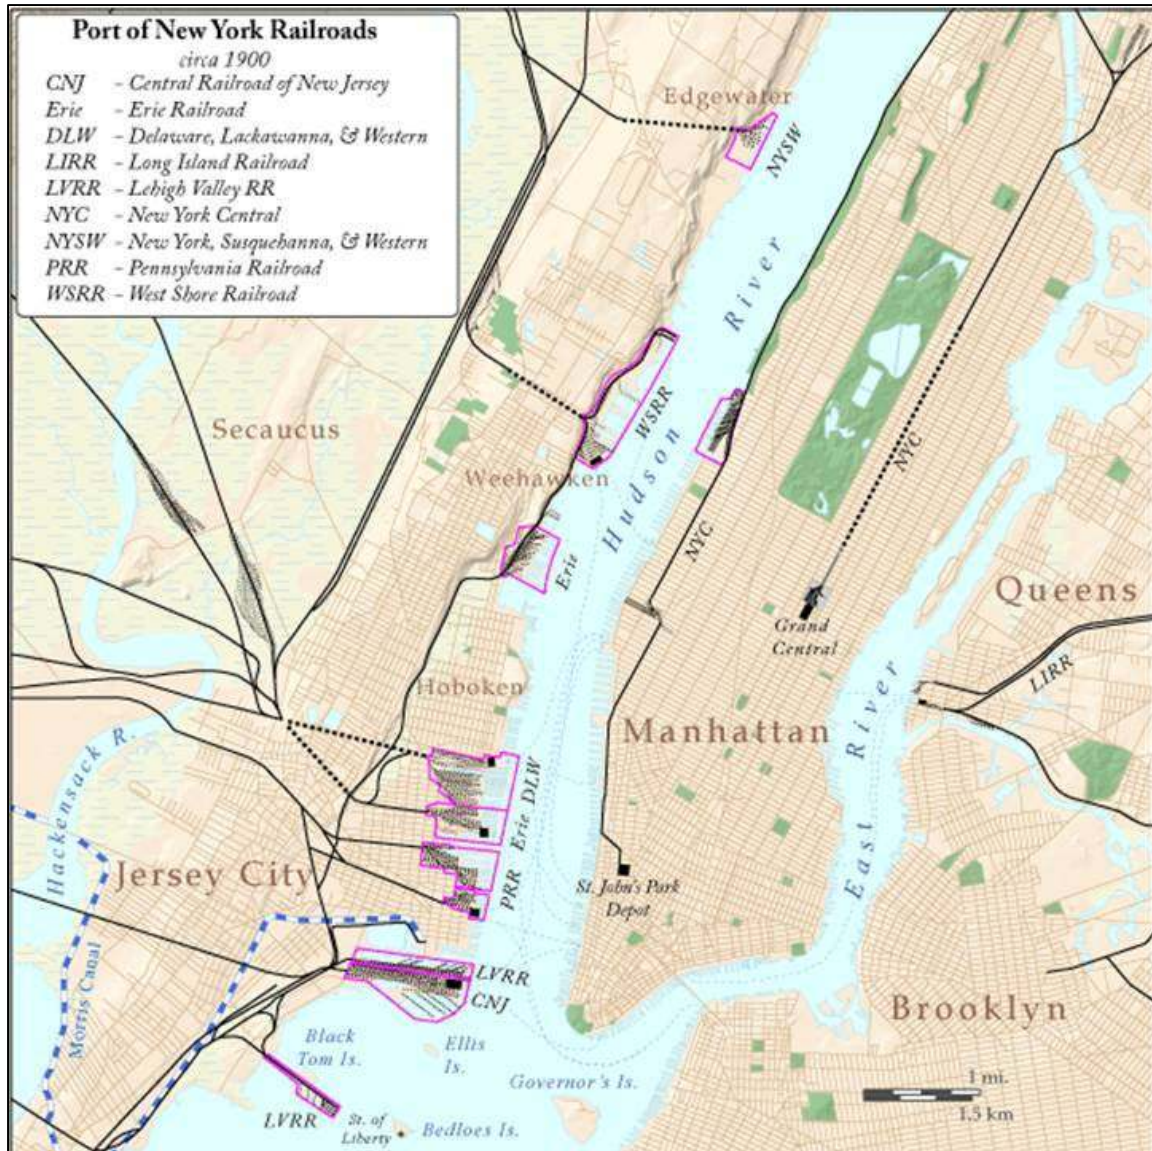 Port of New York Railroads
circa 1900
CNJ - Central Railroad of New Jersey
Erie - Erie Railroad
DLW - Delaware, Lackawanna, & Western
LIRR - Long Island Railroad
LVRR - Lehigh Valley RR
NYC - New York Central
NYSW - New York, Susquehanna, & Western
PRR - Pennsylvania Railroad
WSRR - West Shore Railroad
Edgewater
NYSW
Hudson River
WSRR
Secaucus
Weehawken
NYC
NYC
Erie
Queens
Grand
Central
LIRR
Hoboken
Manhattan
East River
Hackensack R.
DLW
Erie
PRR
Jersey City
St. John's Park
Depot
Morris Canal
LVRR
CNJ
Brooklyn
Black
Tom Is.
Ellis
Is.
Governor's Is.
1 mi.
1.5 km
LVRR
St. of
Liberty
Bedloes Is.